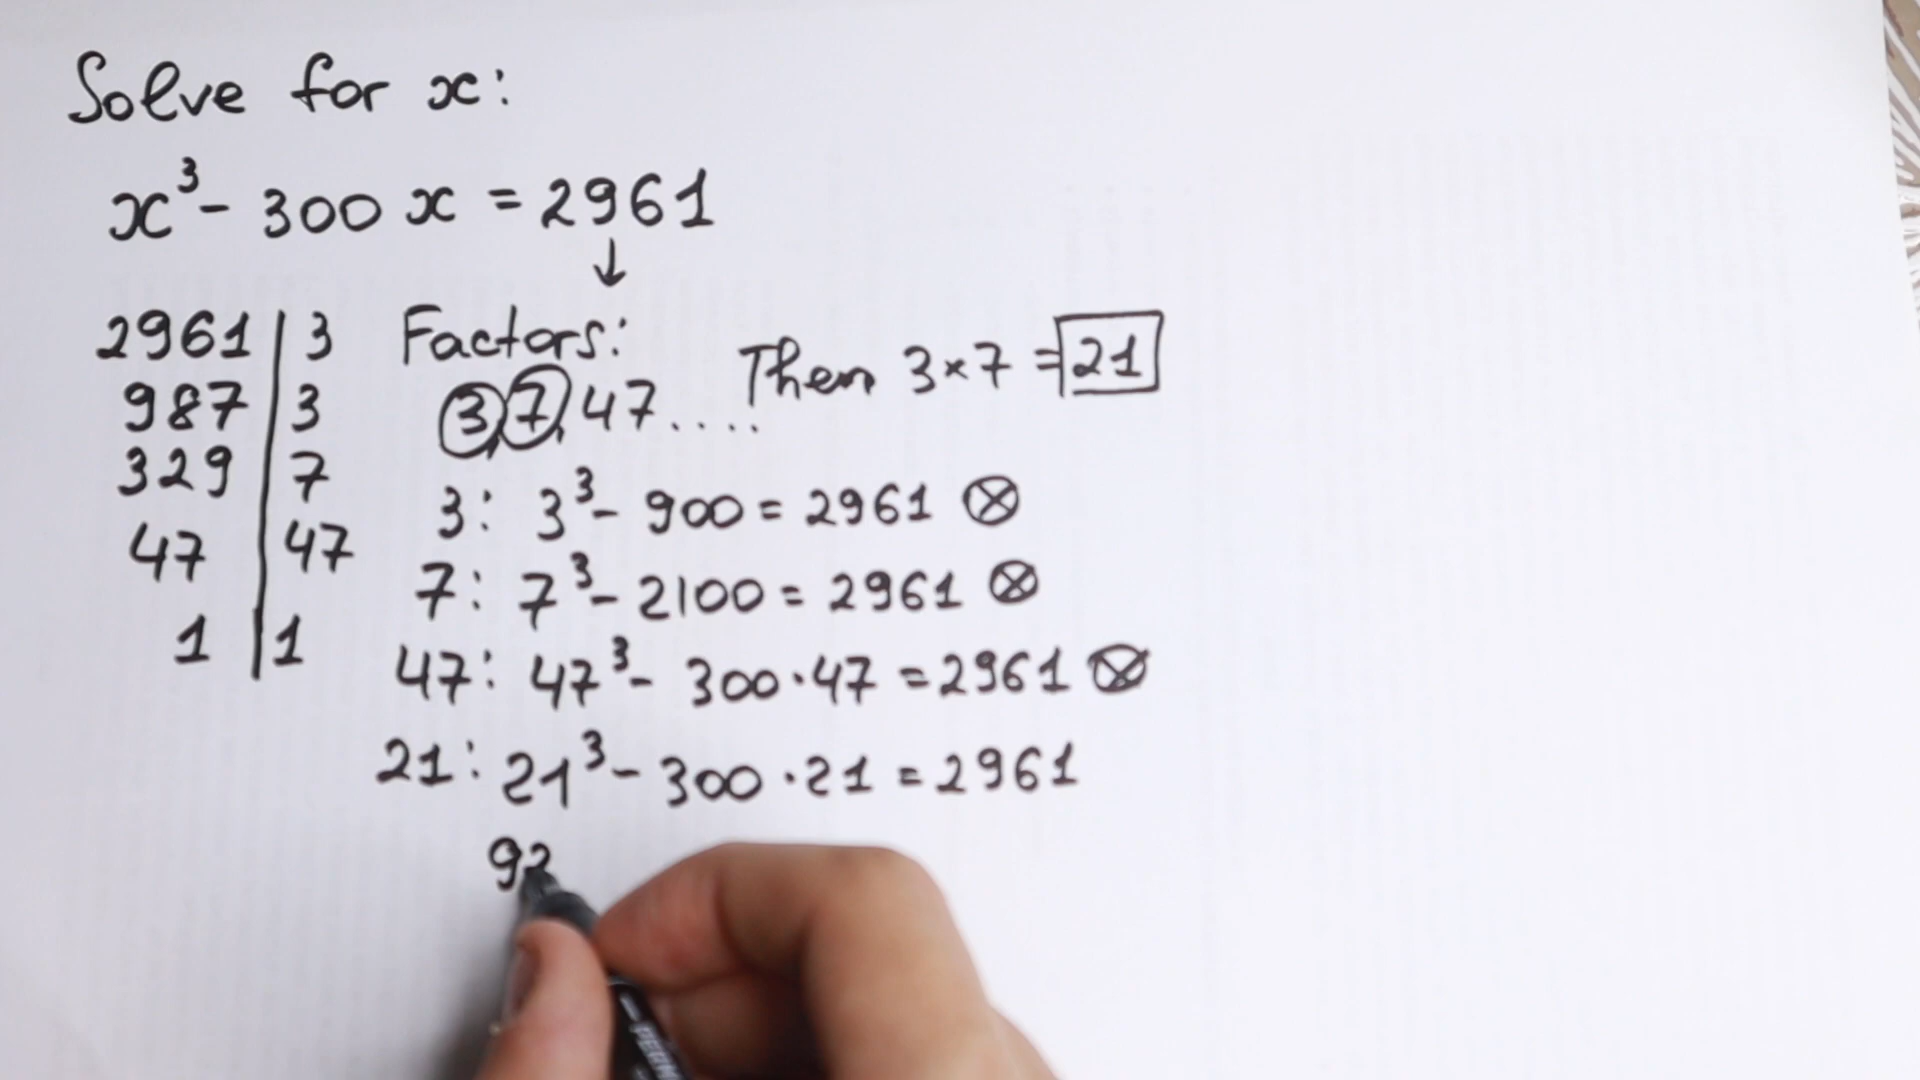 Solve for x:
x³- 300 x = 2961
↓
2961 | 3
987 | 3
329 | 7
47 | 47
1 | 1
Factors:
3, 7, 47.....
Then 3×7 = 21
3: 3³- 900 = 2961 ⊗
7: 7³- 2100 = 2961 ⊗
47: 47³- 300·47 = 2961 ⊗
21: 21³- 300·21 = 2961
92